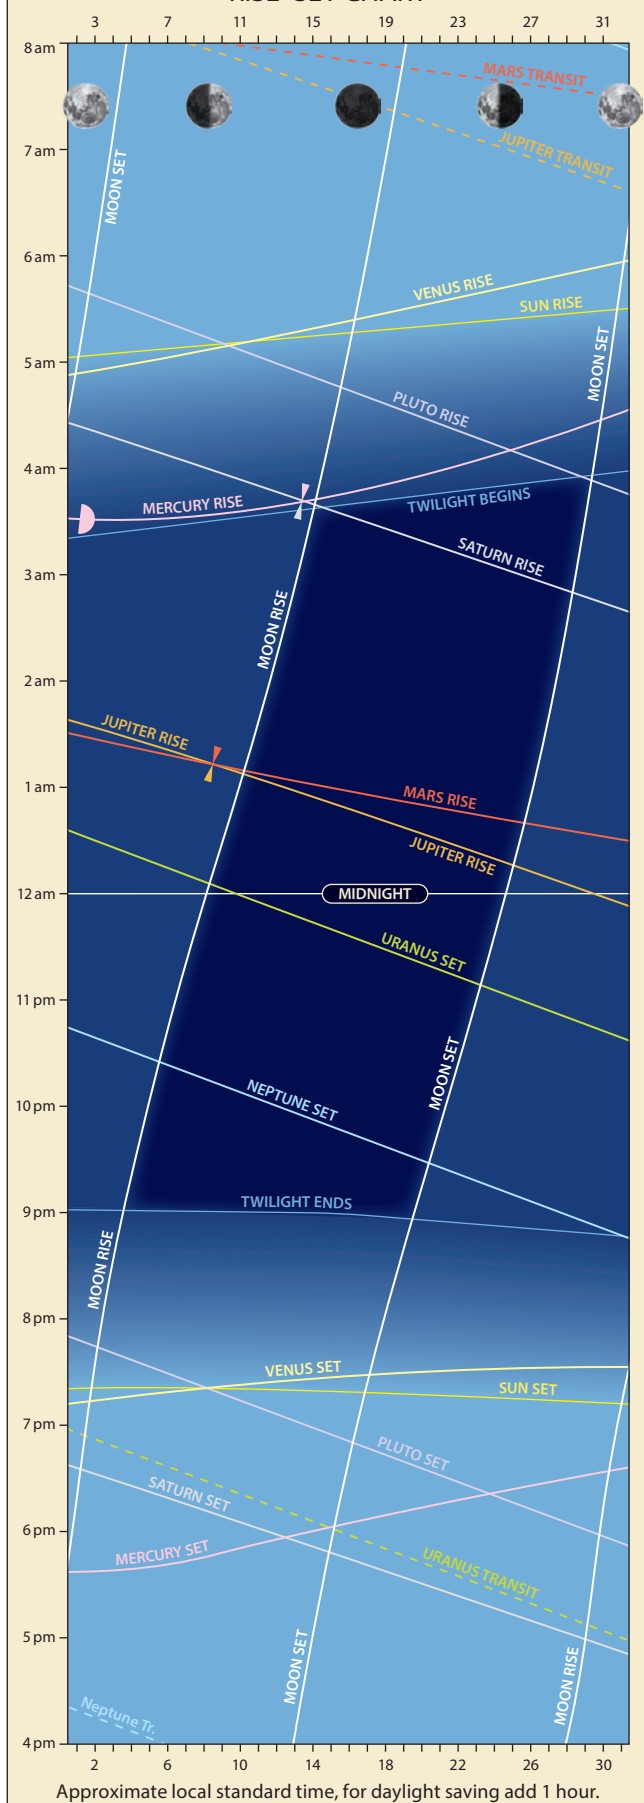 3 7 11 15 19 23 27 31
8 am
MARS TRANSIT
JUPITER TRANSIT
7 am
MOON SET
6 am
VENUS RISE
SUN RISE
5 am
MOON SET
PLUTO RISE
4 am
MERCURY RISE
TWILIGHT BEGINS
SATURN RISE
3 am
MOON RISE
2 am
JUPITER RISE
1 am
MARS RISE
JUPITER RISE
12 am
MIDNIGHT
URANUS SET
11 pm
MOON SET
10 pm
NEPTUNE SET
TWILIGHT ENDS
9 pm
MOON RISE
8 pm
VENUS SET
SUN SET
7 pm
PLUTO SET
SATURN SET
6 pm
MERCURY SET
URANUS TRANSIT
5 pm
MOON SET
MOON RISE
Neptune Tr.
4 pm
2 6 10 14 18 22 26 30
Approximate local standard time, for daylight saving add 1 hour.